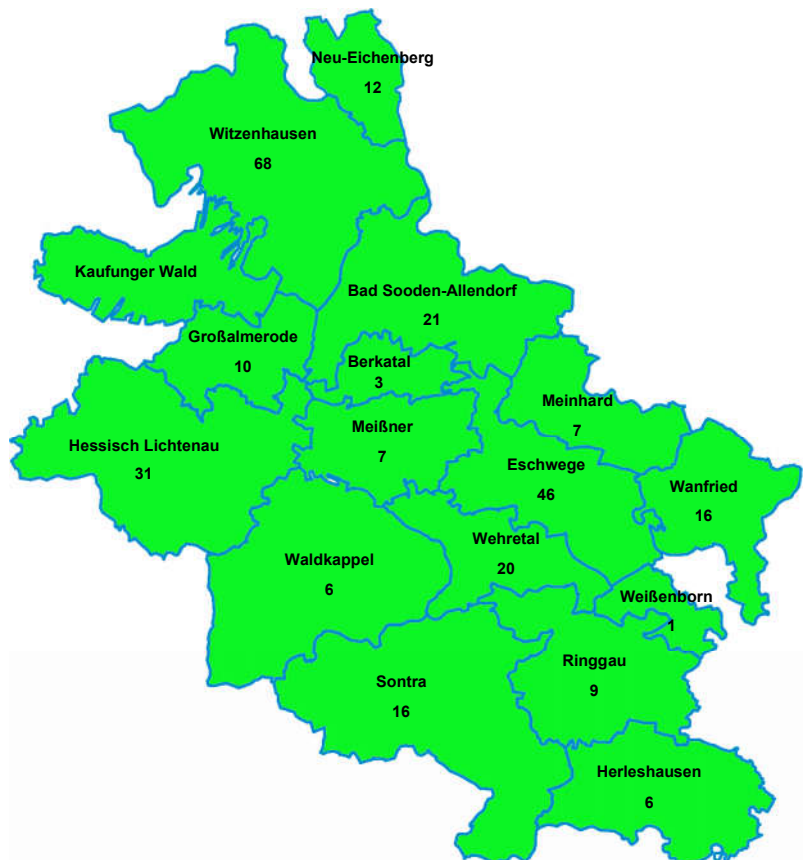 Neu-Eichenberg
12
Witzenhausen
68
Kaufunger Wald
Bad Sooden-Allendorf
21
Großalmerode
10
Berkatal
3
Meinhard
7
Meißner
7
Hessisch Lichtenau
31
Eschwege
46
Wanfried
16
Wehretal
20
Waldkappel
6
Weißenborn
1
Ringgau
9
Sontra
16
Herleshausen
6